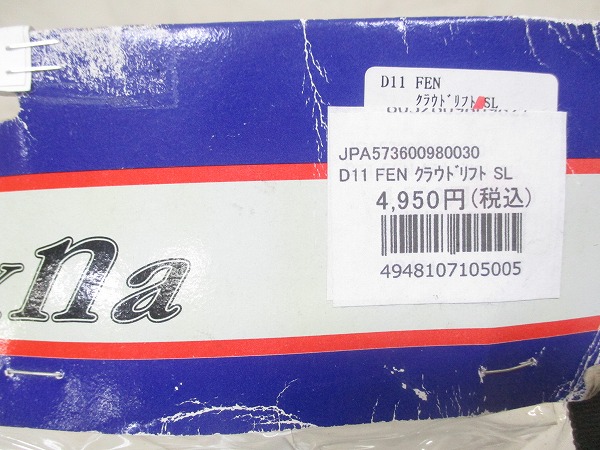 D11 FEN
クラウドリフト SL
JPA573600980030
D11 FEN クラウドリフト SL
4,950円(税込)
4948107105005
na